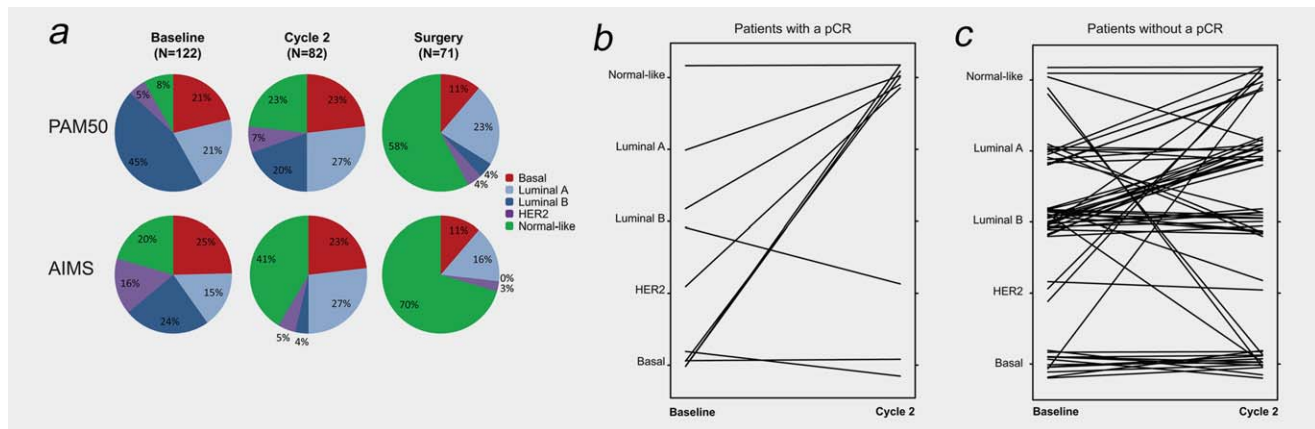 a
Baseline
(N=122)
Cycle 2
(N=82)
Surgery
(N=71)
PAM50
8%
5%
21%
45%
21%
23%
23%
7%
20%
27%
11%
23%
58%
4%
4%
Basal
Luminal A
Luminal B
HER2
Normal-like
AIMS
20%
25%
16%
15%
24%
23%
41%
27%
5%
4%
11%
16%
0%
3%
70%
b
Patients with a pCR
Normal-like
Luminal A
Luminal B
HER2
Basal
Baseline
Cycle 2
c
Patients without a pCR
Normal-like
Luminal A
Luminal B
HER2
Basal
Baseline
Cycle 2